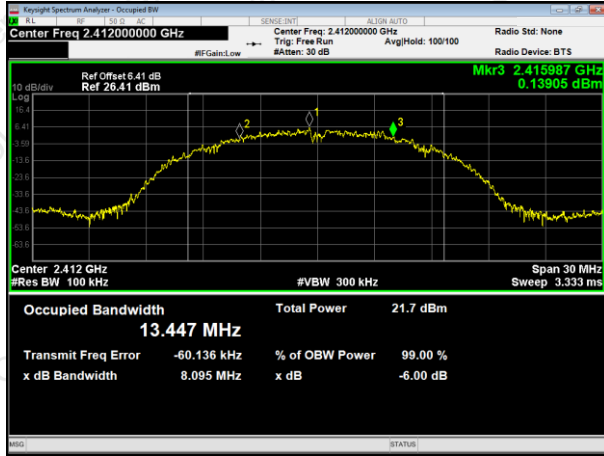 Keysight Spectrum Analyzer - Occupied BW
RL RF 50 Ω AC SENSE:INT ALIGN AUTO
Center Freq 2.412000000 GHz
Center Freq: 2.412000000 GHz
Radio Std: None
Trig: Free Run Avg|Hold: 100/100
#IFGain:Low #Atten: 30 dB Radio Device: BTS
Mkr3 2.415987 GHz
0.13905 dBm
Ref Offset 6.41 dB
10 dB/div Ref 26.41 dBm
Log
16.4
6.41
-3.59
-13.6
-23.6
-33.6
-43.6
-53.6
-63.6
1
2
3
Center 2.412 GHz Span 30 MHz
#Res BW 100 kHz #VBW 300 kHz Sweep 3.333 ms
Occupied Bandwidth Total Power 21.7 dBm
13.447 MHz
Transmit Freq Error -60.136 kHz % of OBW Power 99.00 %
x dB Bandwidth 8.095 MHz x dB -6.00 dB
MSG STATUS